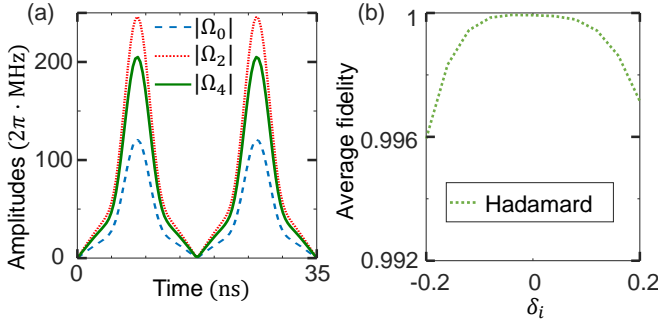 (a)
Amplitudes (2π · MHz)
200
100
0
|Ω₀|
|Ω₂|
|Ω₄|
0
35
Time (ns)
(b)
Average fidelity
1
0.996
0.992
Hadamard
-0.2
0
0.2
δᵢ